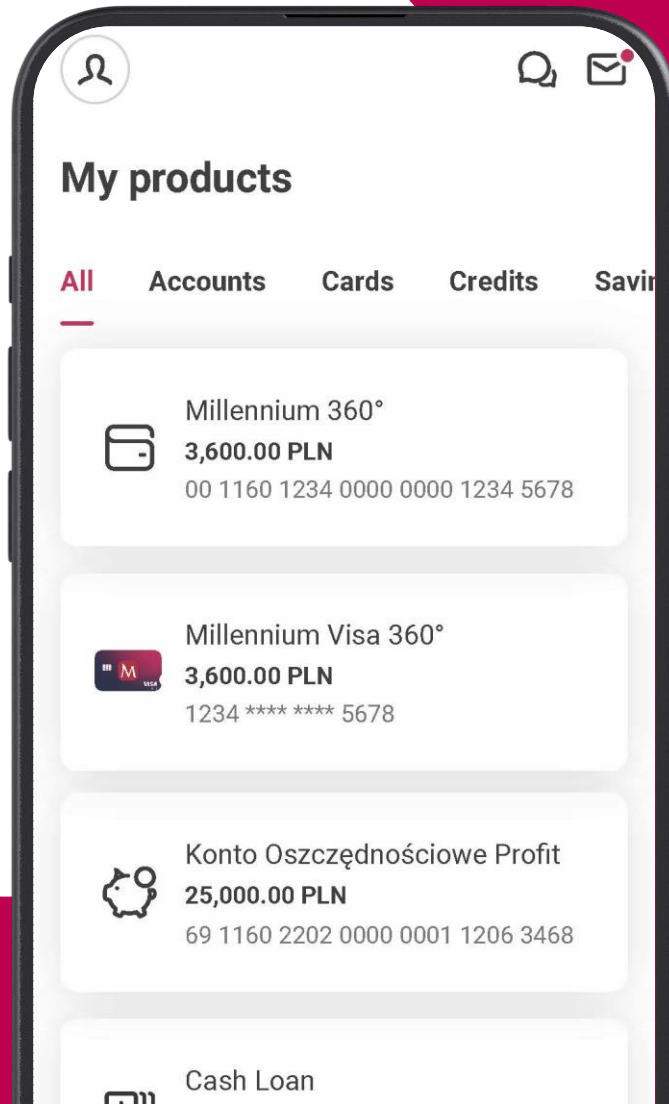 My products
All Accounts Cards Credits Savin
Millennium 360°
3,600.00 PLN
00 1160 1234 0000 0000 1234 5678
M VISA
Millennium Visa 360°
3,600.00 PLN
1234 **** **** 5678
Konto Oszczędnościowe Profit
25,000.00 PLN
69 1160 2202 0000 0001 1206 3468
Cash Loan